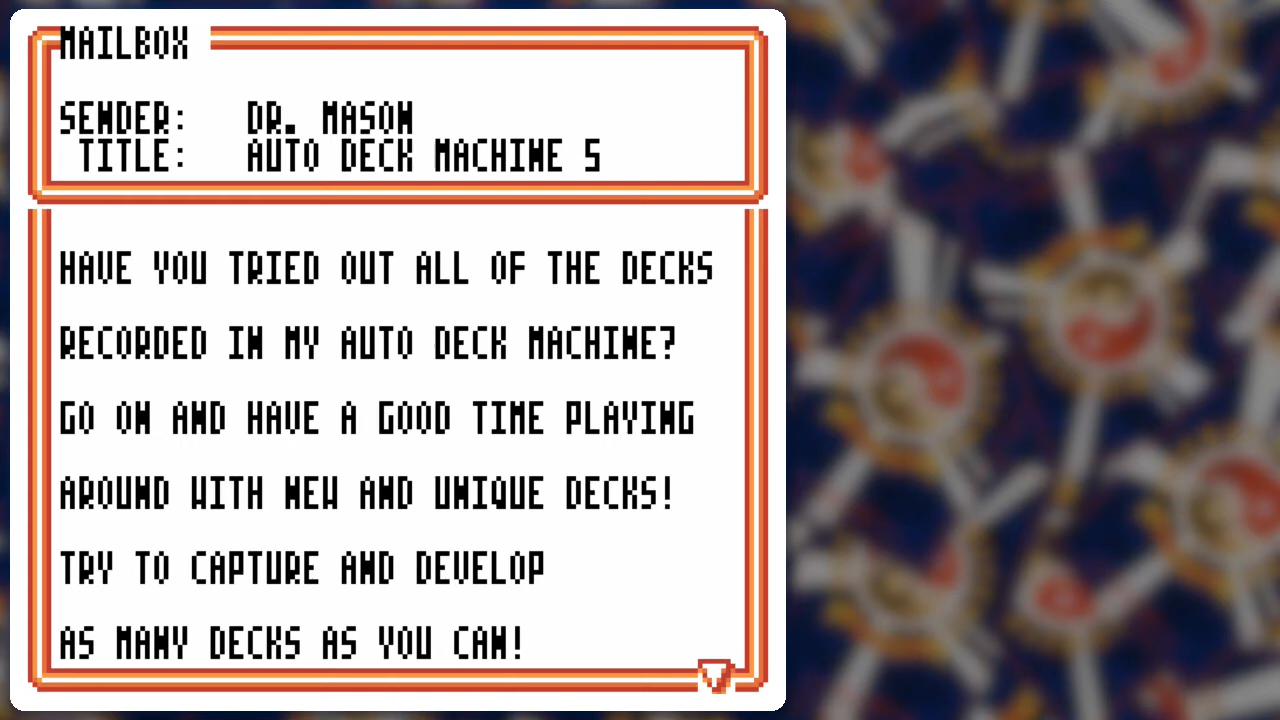 MAILBOX
SENDER: DR. MASON
TITLE: AUTO DECK MACHINE 5
HAVE YOU TRIED OUT ALL OF THE DECKS
RECORDED IN MY AUTO DECK MACHINE?
GO ON AND HAVE A GOOD TIME PLAYING
AROUND WITH NEW AND UNIQUE DECKS!
TRY TO CAPTURE AND DEVELOP
AS MANY DECKS AS YOU CAN!